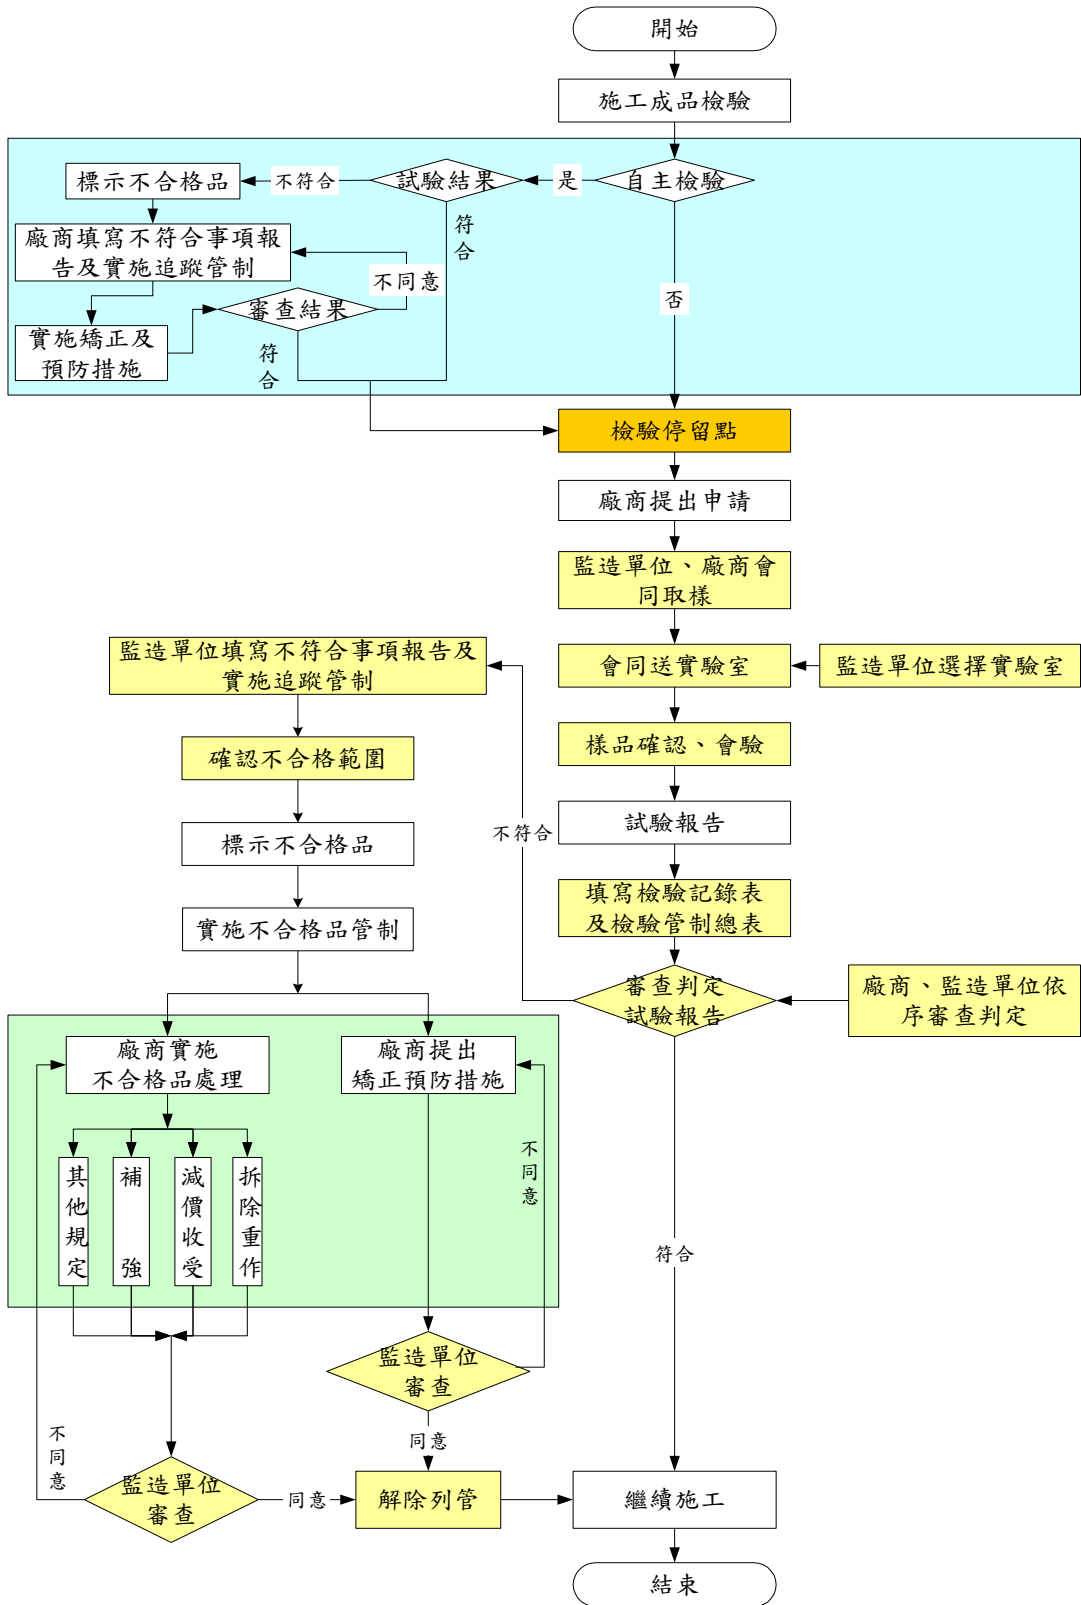 開始
施工成品檢驗
自主檢驗
是
試驗結果
不符合
標示不合格品
符
合
廠商填寫不符合事項報
告及實施追蹤管制
不同意
否
審查結果
實施矯正及
預防措施
符
合
檢驗停留點
廠商提出申請
監造單位、廠商會
同取樣
會同送實驗室
監造單位選擇實驗室
樣品確認、會驗
試驗報告
填寫檢驗記錄表
及檢驗管制總表
審查判定
試驗報告
廠商、監造單位依
序審查判定
不符合
監造單位填寫不符合事項報告及
實施追蹤管制
確認不合格範圍
標示不合格品
實施不合格品管制
廠商實施
不合格品處理
廠商提出
矯正預防措施
其他規定
補強
減價收受
拆除重作
不同意
符合
監造單位
審查
不同意
同意
監造單位
審查
同意
解除列管
繼續施工
結束